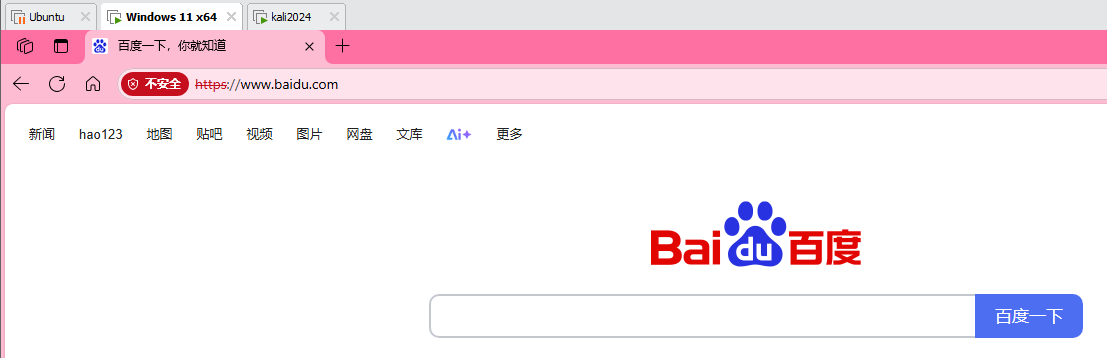 Ubuntu Windows 11 x64 kali2024
百度一下，你就知道
不安全 https://www.baidu.com
新闻 hao123 地图 贴吧 视频 图片 网盘 文库 Ai+ 更多
Bai du 百度
百度一下